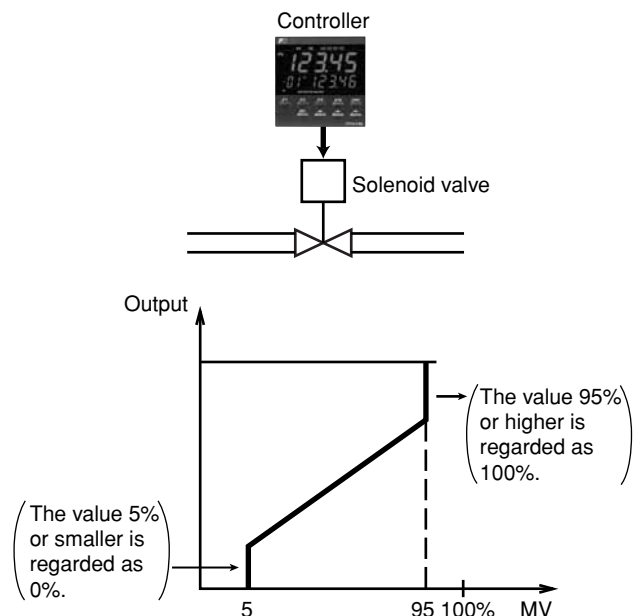 Controller
123.45
-01 123.46
Solenoid valve
Output
The value 95%
or higher is
regarded as
100%.
The value 5%
or smaller is
regarded as
0%.
5 95 100% MV